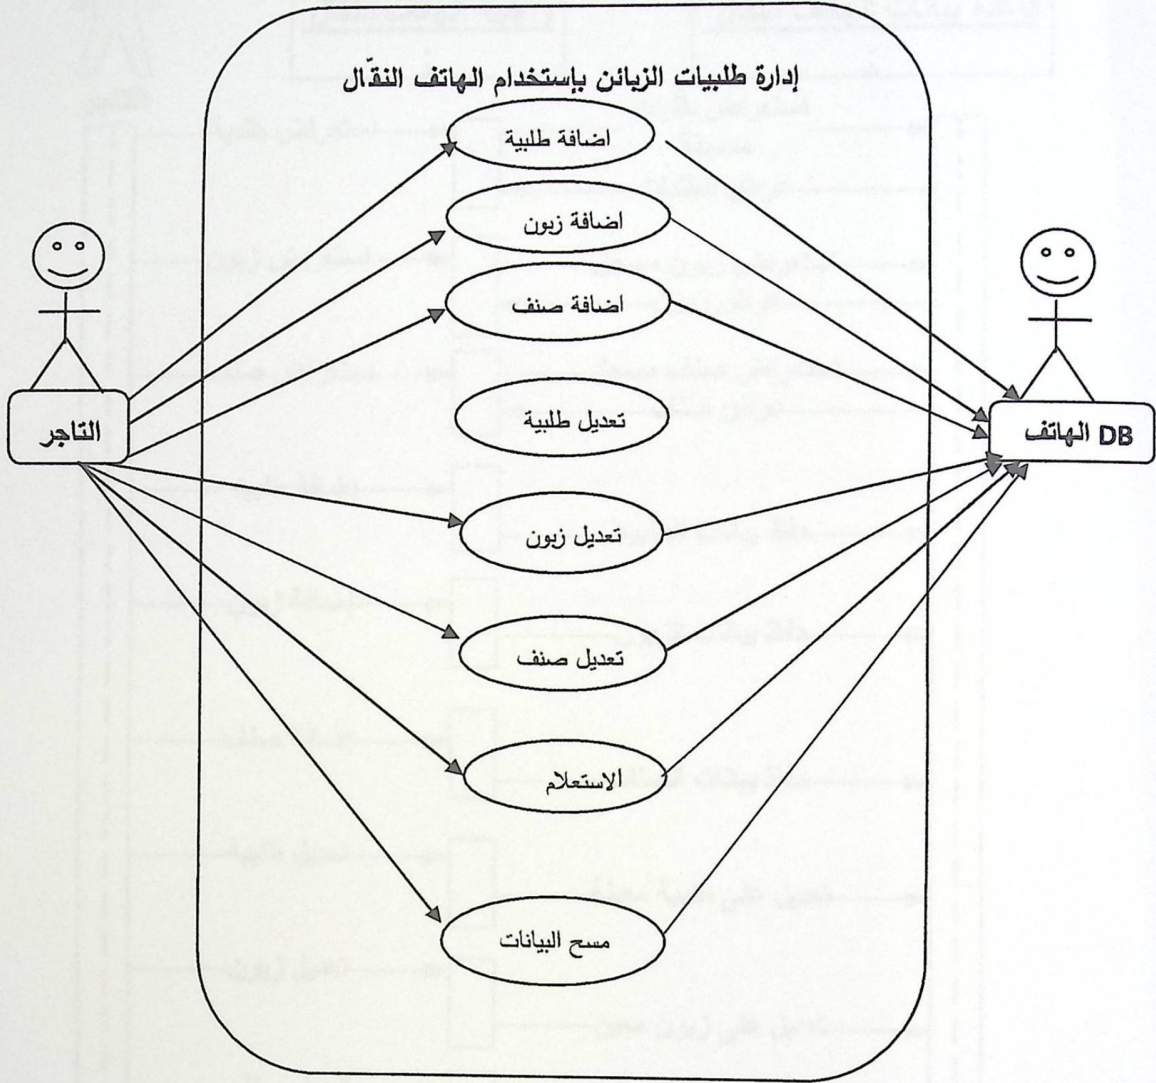 إدارة طلبيات الزبائن بإستخدام الهاتف النقّال
اضافة طلبية
اضافة زبون
اضافة صنف
تعديل طلبية
التاجر
DB الهاتف
تعديل زبون
تعديل صنف
الاستعلام
مسح البيانات